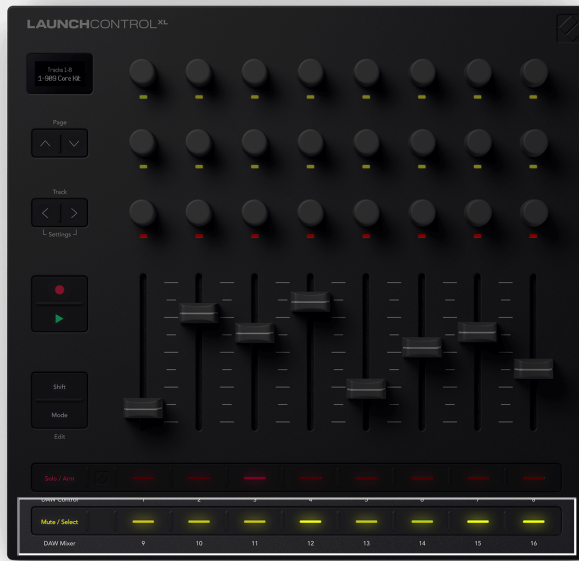 LAUNCHCONTROL XL
Tracks 1-8
1-909 Core Kit
Page
Track
Settings
Shift
Mode
Edit
Solo / Arm
DAW Control 1 2 3 4 5 6 7 8
Mute / Select
DAW Mixer 9 10 11 12 13 14 15 16